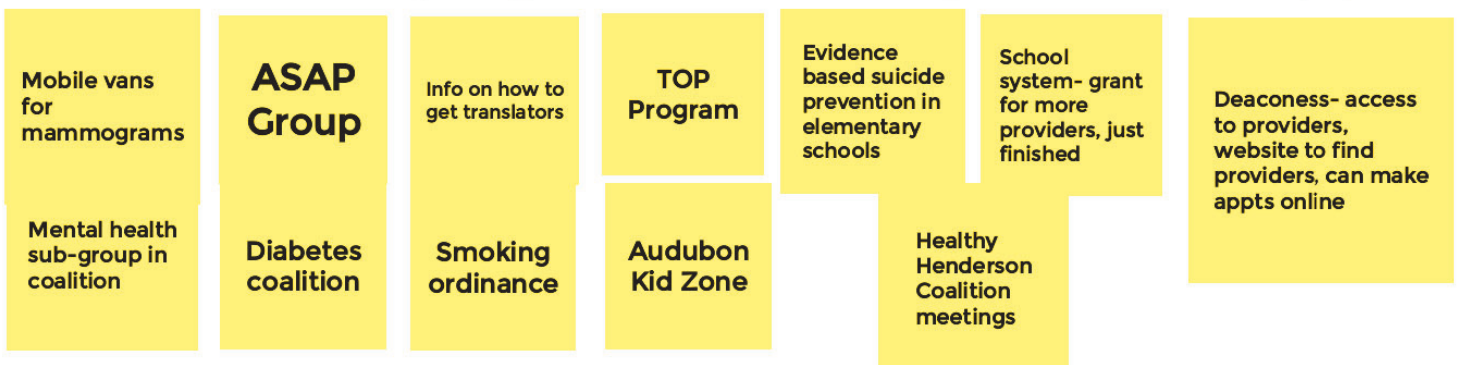 Mobile vans
for
mammograms
ASAP
Group
Info on how to
get translators
TOP
Program
Evidence
based suicide
prevention in
elementary
schools
School
system- grant
for more
providers, just
finished
Deaconess- access
to providers,
website to find
providers, can make
appts online
Mental health
sub-group in
coalition
Diabetes
coalition
Smoking
ordinance
Audubon
Kid Zone
Healthy
Henderson
Coalition
meetings